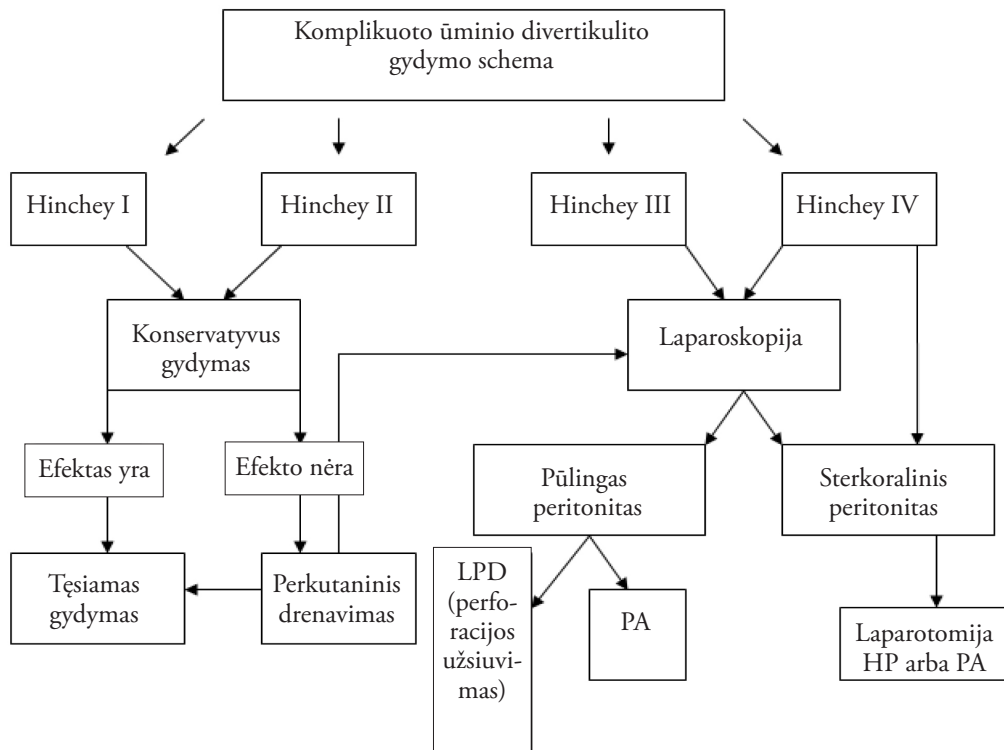 Komplikuoto ūminio divertikulito
gydymo schema
Hinchey I
Hinchey II
Hinchey III
Hinchey IV
Konservatyvus
gydymas
Laparoskopija
Efektas yra
Efekto nėra
Pūlingas
peritonitas
Sterkoralinis
peritonitas
Tęsiamas
gydymas
Perkutaninis
drenavimas
LPD
(perfo-
racijos
užsiuvi-
mas)
PA
Laparotomija
HP arba PA